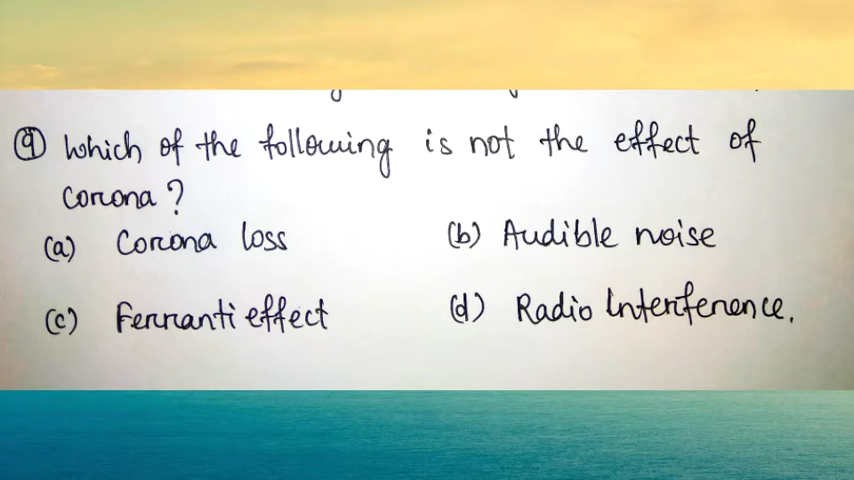 9 Which of the following is not the effect of
Corona?
(a) Corona loss (b) Audible noise
(c) Ferranti effect (d) Radio Interference.